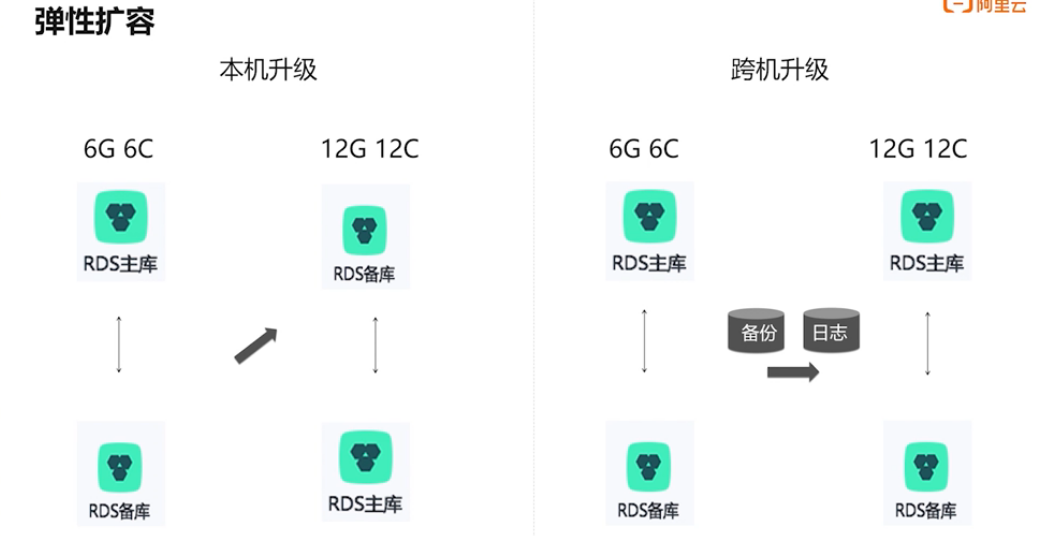 弹性扩容
阿里云
本机升级
跨机升级
6G 6C
12G 12C
6G 6C
12G 12C
RDS主库
RDS备库
RDS主库
RDS主库
备份
日志
RDS备库
RDS主库
RDS备库
RDS备库